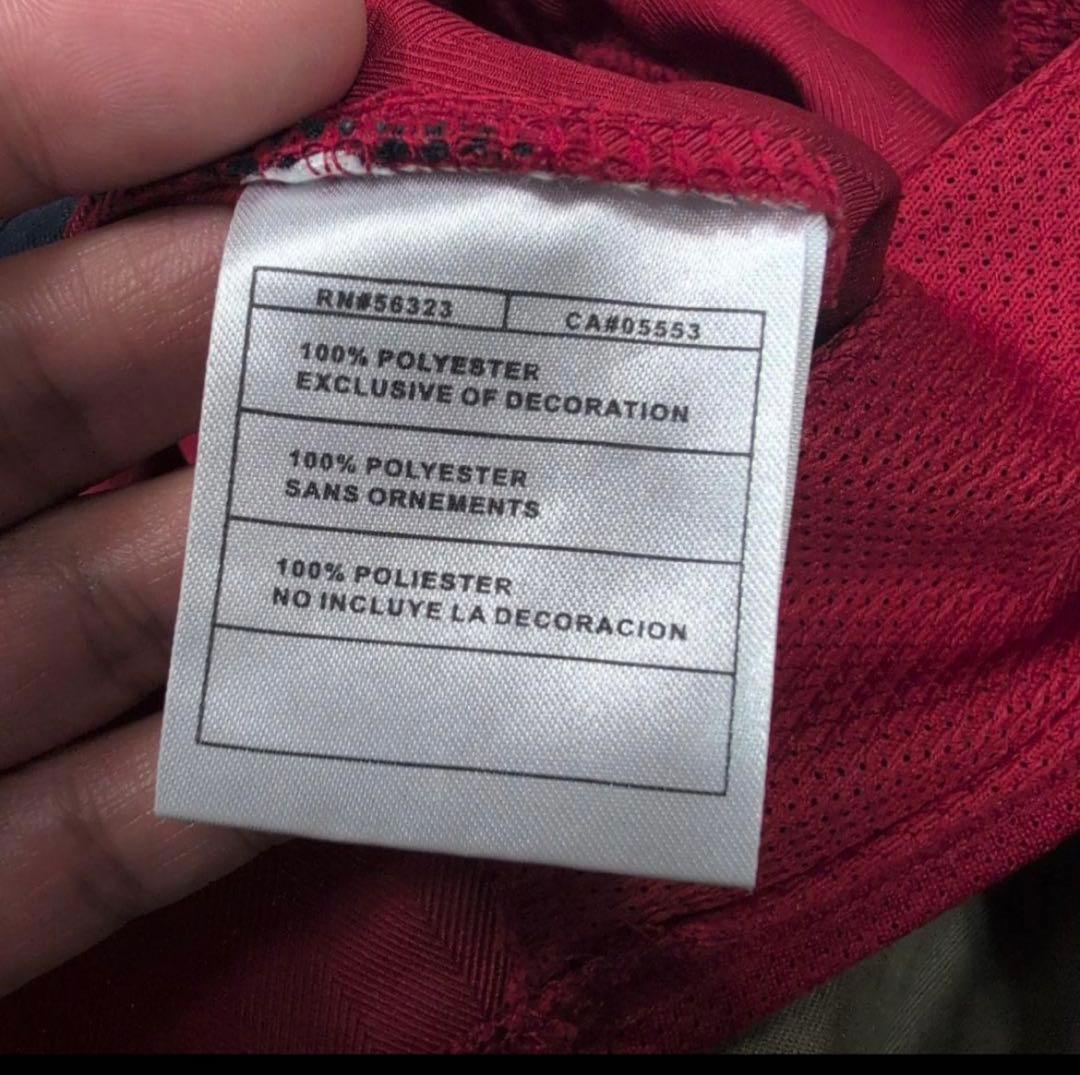 RN#56323 CA#05553
100% POLYESTER
EXCLUSIVE OF DECORATION
100% POLYESTER
SANS ORNEMENTS
100% POLIESTER
NO INCLUYE LA DECORACION